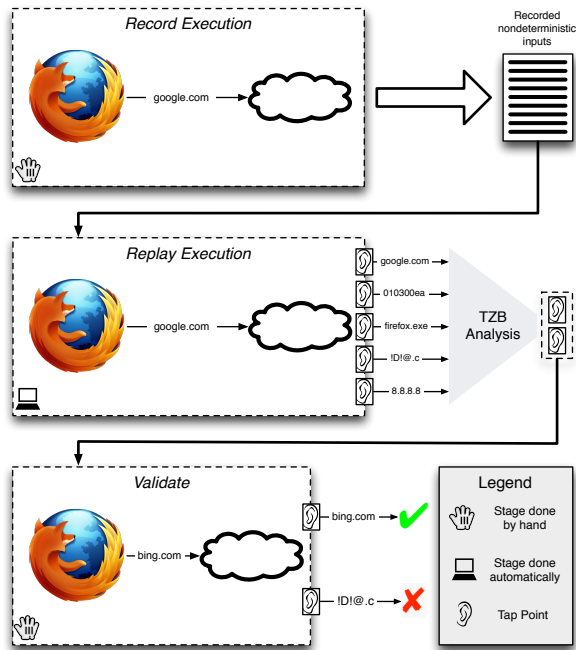 Record Execution
google.com
Recorded
nondeterministic
inputs
Replay Execution
google.com
google.com
010300ea
firefox.exe
!D!@.c
8.8.8.8
TZB
Analysis
Validate
bing.com
bing.com
!D!@.c
Legend
Stage done
by hand
Stage done
automatically
Tap Point